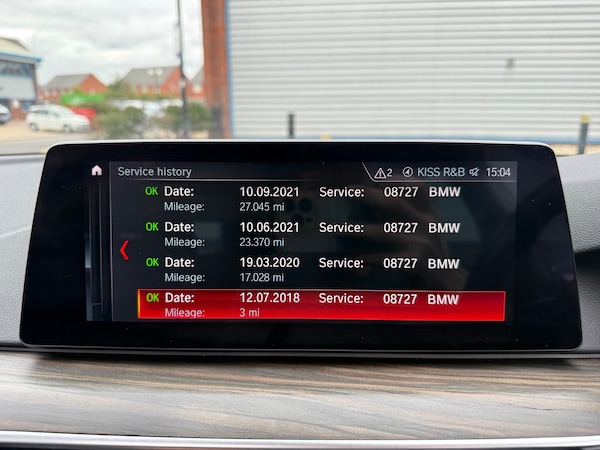 Service history 2 KISS R&B 15:04
OK Date: 10.09.2021 Service: 08727 BMW
Mileage: 27.045 mi
OK Date: 10.06.2021 Service: 08727 BMW
Mileage: 23.370 mi
OK Date: 19.03.2020 Service: 08727 BMW
Mileage: 17.028 mi
OK Date: 12.07.2018 Service: 08727 BMW
Mileage: 3 mi